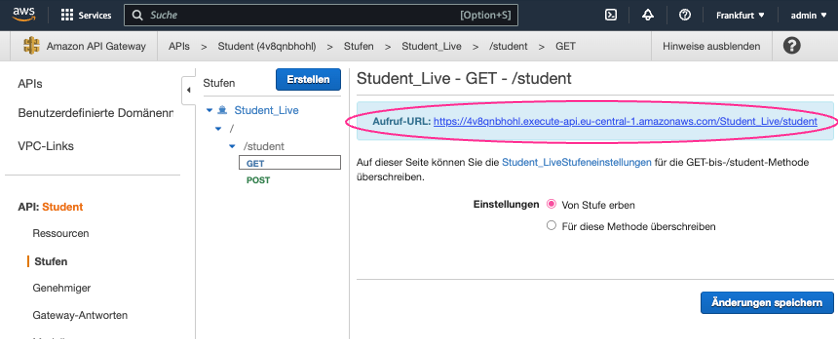 aws Services Suche [Option+S] Frankfurt ▼ admin ▼
Amazon API Gateway APIs > Student (4v8qnbhohl) > Stufen > Student_Live > /student > GET Hinweise ausblenden
APIs
Benutzerdefinierte Domänenn
VPC-Links
API: Student
Ressourcen
Stufen
Genehmiger
Gateway-Antworten
Stufen Erstellen
Student_Live
/
/student
GET
POST
Student_Live - GET - /student
Aufruf-URL: https://4v8qnbhohl.execute-api.eu-central-1.amazonaws.com/Student_Live/student
Auf dieser Seite können Sie die Student_LiveStufeneinstellungen für die GET-bis-/student-Methode
überschreiben.
Einstellungen Von Stufe erben
Für diese Methode überschreiben
Änderungen speichern